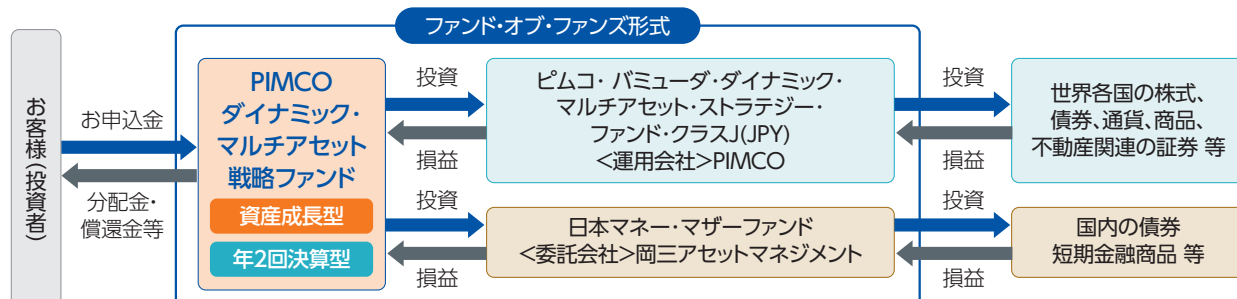 ファンド・オブ・ファンズ形式
お客様(投資者)
お申込金
分配金・
償還金等
PIMCO
ダイナミック・
マルチアセット
戦略ファンド
資産成長型
年2回決算型
投資
損益
投資
損益
ピムコ・バミューダ・ダイナミック・
マルチアセット・ストラテジー・
ファンド・クラスJ(JPY)
<運用会社>PIMCO
日本マネー・マザーファンド
<委託会社>岡三アセットマネジメント
投資
損益
投資
損益
世界各国の株式、
債券、通貨、商品、
不動産関連の証券 等
国内の債券
短期金融商品 等